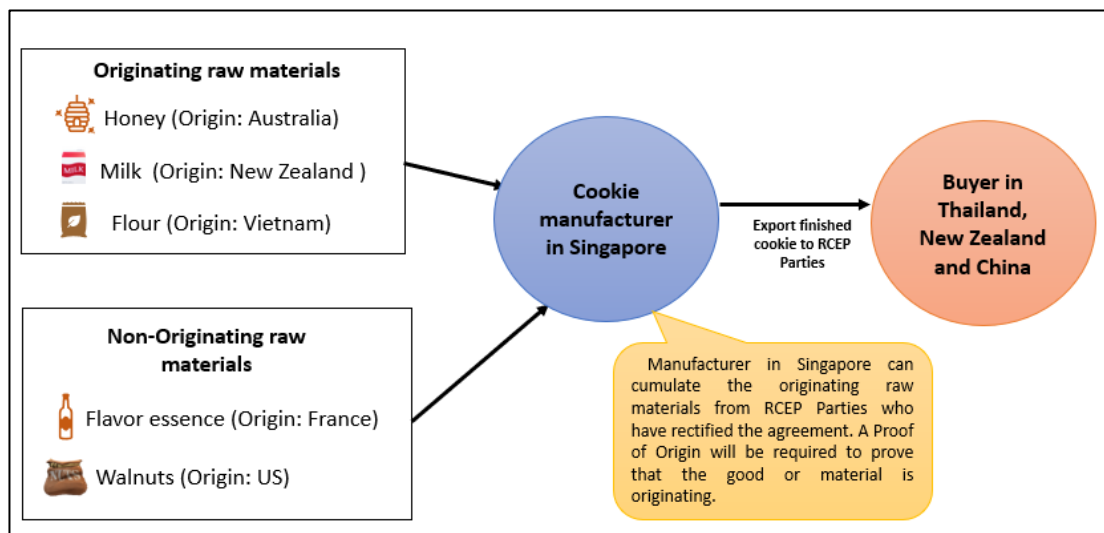 Originating raw materials
Honey (Origin: Australia)
MILK
Milk (Origin: New Zealand )
Flour (Origin: Vietnam)
Non-Originating raw
materials
Flavor essence (Origin: France)
Walnuts (Origin: US)
Cookie
manufacturer
in Singapore
Export finished
cookie to RCEP
Parties
Buyer in
Thailand,
New Zealand
and China
Manufacturer in Singapore can
cumulate the originating raw
materials from RCEP Parties who
have rectified the agreement. A Proof
of Origin will be required to prove
that the good or material is
originating.